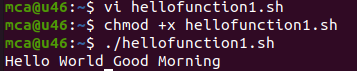 mca@u46:~$ vi hellofunction1.sh
mca@u46:~$ chmod +x hellofunction1.sh
mca@u46:~$ ./hellofunction1.sh
Hello World Good Morning